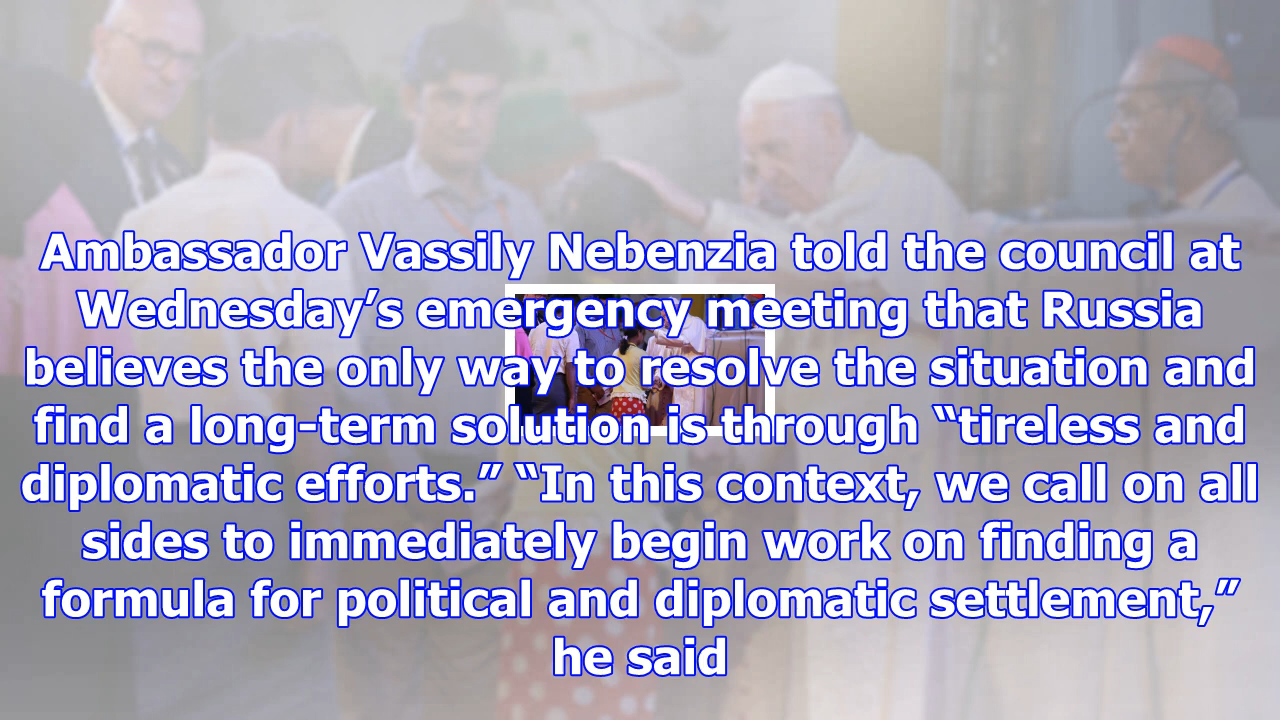 Ambassador Vassily Nebenzia told the council at
Wednesday’s emergency meeting that Russia
believes the only way to resolve the situation and
find a long-term solution is through “tireless and
diplomatic efforts.” “In this context, we call on all
sides to immediately begin work on finding a
formula for political and diplomatic settlement,”
he said